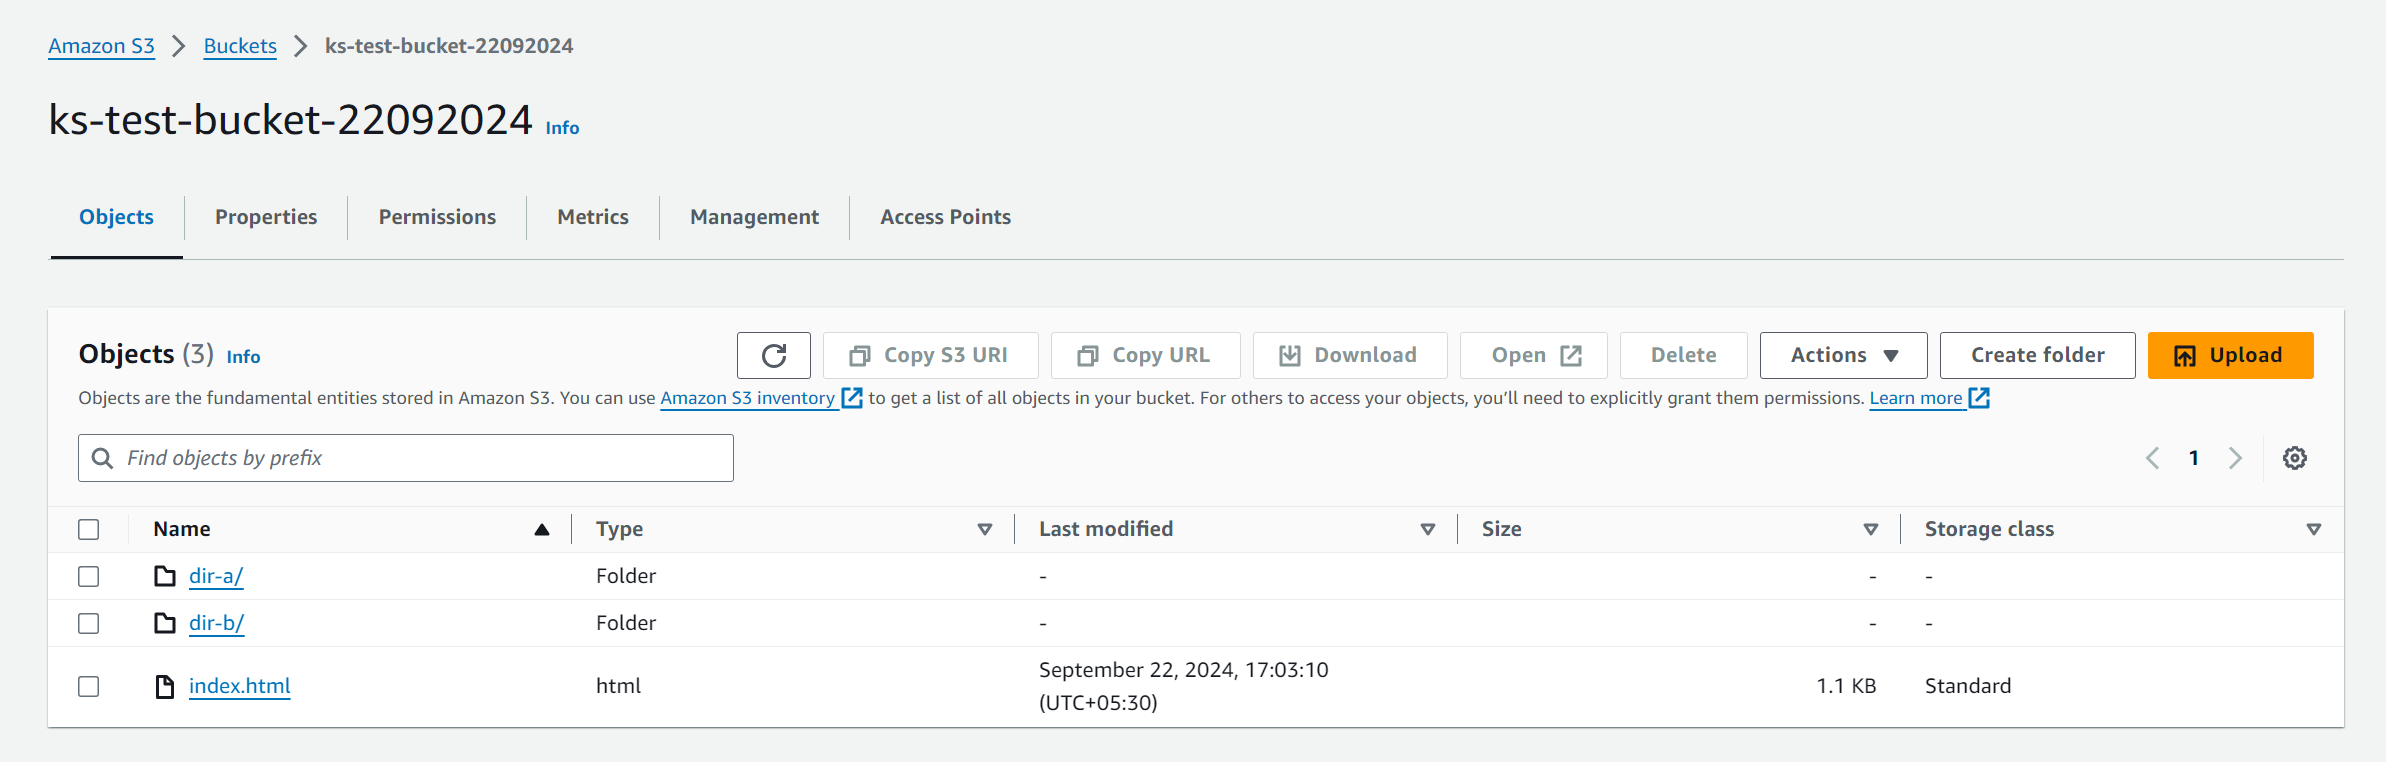 Amazon S3 > Buckets > ks-test-bucket-22092024
ks-test-bucket-22092024 Info
Objects Properties Permissions Metrics Management Access Points
Objects (3) Info Copy S3 URI Copy URL Download Open Delete Actions Create folder Upload
Objects are the fundamental entities stored in Amazon S3. You can use Amazon S3 inventory to get a list of all objects in your bucket. For others to access your objects, you’ll need to explicitly grant them permissions. Learn more
Find objects by prefix 1
Name Type Last modified Size Storage class
dir-a/ Folder - - -
dir-b/ Folder - - -
index.html html September 22, 2024, 17:03:10 (UTC+05:30) 1.1 KB Standard